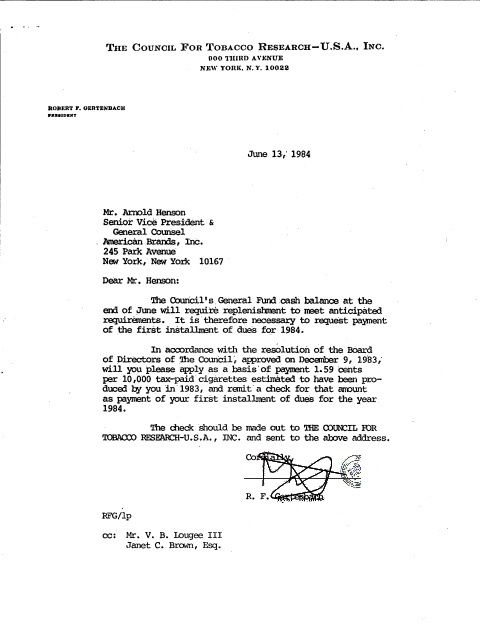 THE COUNCIL FOR TOBACCO RESEARCH—U.S.A., INC.
900 THIRD AVENUE
NEW YORK, N. Y. 10022
ROBERT F. GERTENBACH
PRESIDENT
June 13, 1984
Mr. Arnold Henson
Senior Vice President &
General Counsel
American Brands, Inc.
245 Park Avenue
New York, New York 10167
Dear Mr. Henson:
The Council's General Fund cash balance at the
end of June will require replenishment to meet anticipated
requirements. It is therefore necessary to request payment
of the first installment of dues for 1984.
In accordance with the resolution of the Board
of Directors of The Council, approved on December 9, 1983,
will you please apply as a basis of payment 1.59 cents
per 10,000 tax-paid cigarettes estimated to have been pro-
duced by you in 1983, and remit a check for that amount
as payment of your first installment of dues for the year
1984.
The check should be made out to THE COUNCIL FOR
TOBACCO RESEARCH-U.S.A., INC. and sent to the above address.
Cordially,
R. F. Gertenbach
RFG/lp
cc: Mr. V. B. Lougee III
Janet C. Brown, Esq.